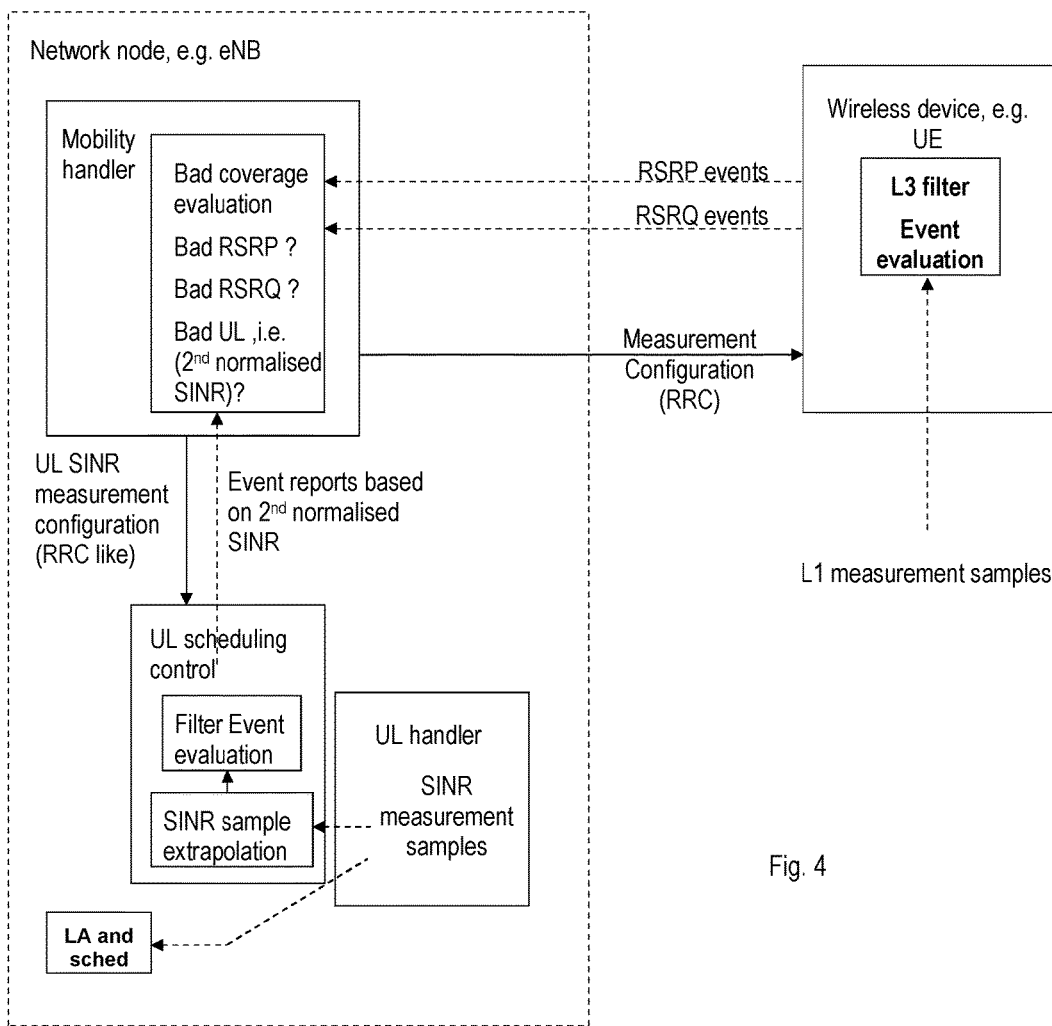 Network node, e.g. eNB
Mobility
handler
Bad coverage
evaluation
Bad RSRP ?
Bad RSRQ ?
Bad UL ,i.e.
(2nd normalised
SINR)?
RSRP events
RSRQ events
Wireless device, e.g.
UE
L3 filter
Event
evaluation
Measurement
Configuration
(RRC)
L1 measurement samples
UL SINR
measurement
configuration
(RRC like)
Event reports based
on 2nd normalised
SINR
UL scheduling
control
Filter Event
evaluation
SINR sample
extrapolation
UL handler
SINR
measurement
samples
LA and
sched
Fig. 4